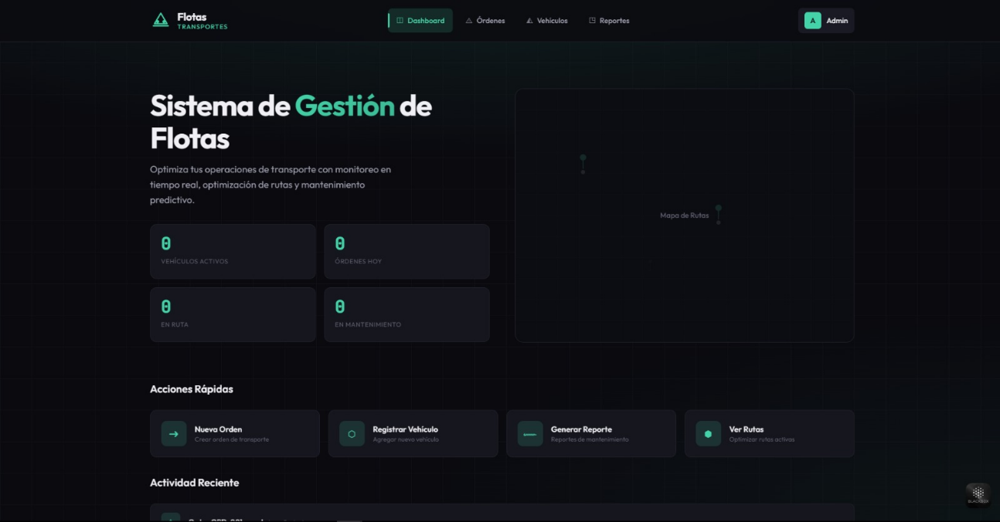 Flotas
TRANSPORTES
Dashboard
Órdenes
Vehículos
Reportes
A
Admin
Sistema de Gestión de
Flotas
Optimiza tus operaciones de transporte con monitoreo en
tiempo real, optimización de rutas y mantenimiento
predictivo.
0
VEHÍCULOS ACTIVOS
0
ÓRDENES HOY
0
EN RUTA
0
EN MANTENIMIENTO
Mapa de Rutas
Acciones Rápidas
Nueva Orden
Crear orden de transporte
Registrar Vehículo
Agregar nuevo vehículo
Generar Reporte
Reportes de mantenimiento
Ver Rutas
Optimizar rutas activas
Actividad Reciente
BLACKBOX